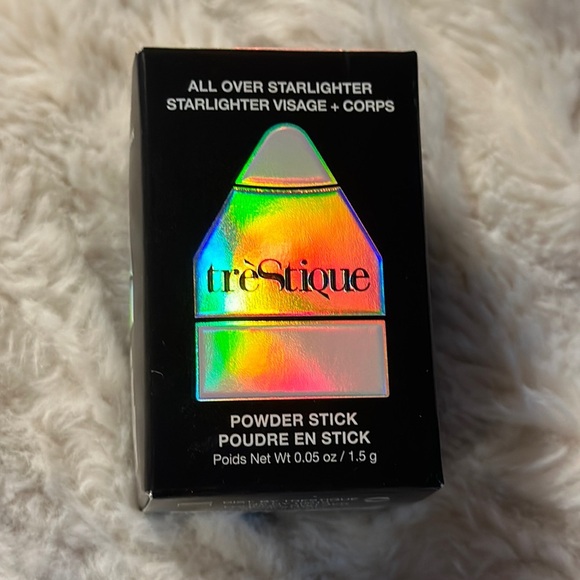 ALL OVER STARLIGHTER
STARLIGHTER VISAGE + CORPS
trèStique
POWDER STICK
POUDRE EN STICK
Poids Net Wt 0.05 oz / 1.5 g